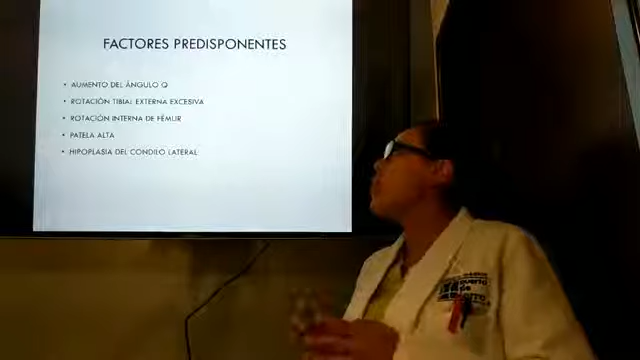 FACTORES PREDISPONENTES
• AUMENTO DEL ÁNGULO Q
• ROTACIÓN TIBIAL EXTERNA EXCESIVA
• ROTACIÓN INTERNA DE FÉMUR
• PATELA ALTA
• HIPOPLASIA DEL CONDILO LATERAL